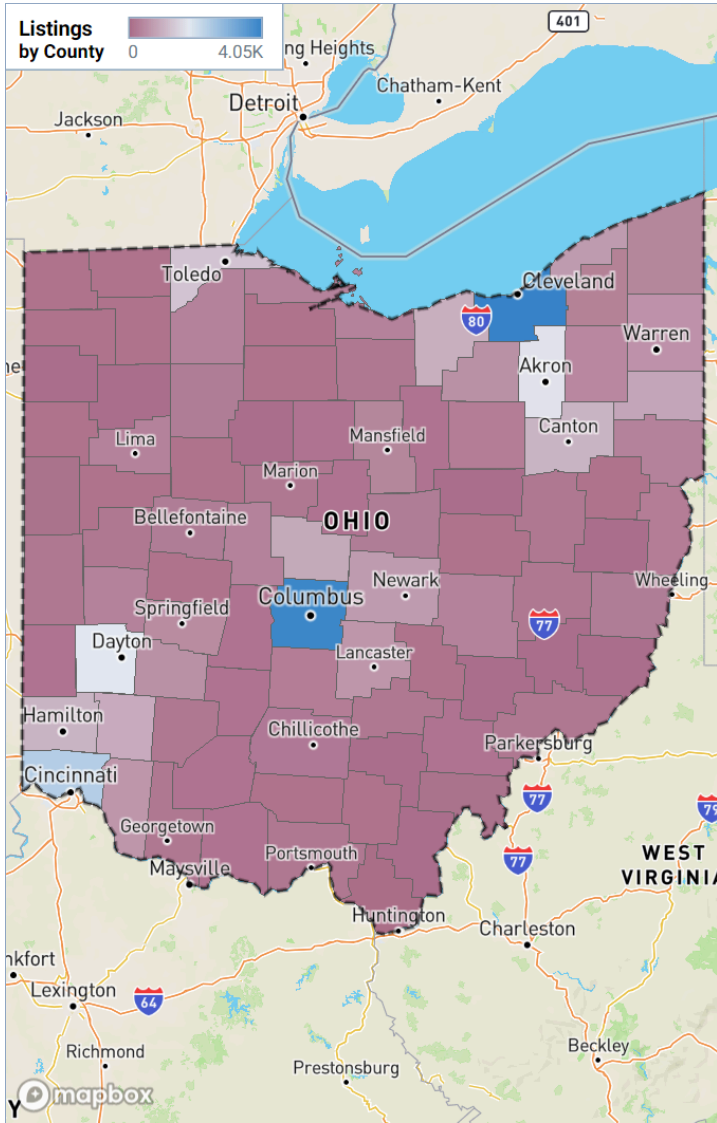 Listings
by County
0
4.05K
401
ng Heights
Chatham-Kent
Detroit
Jackson
Toledo
Cleveland
80
Warren
Akron
ne
Lima
Mansfield
Canton
Marion
Bellefontaine
OHIO
Columbus
Newark
Wheeling
Springfield
77
Dayton
Lancaster
Hamilton
Chillicothe
Parkersburg
Cincinnati
77
79
Georgetown
Portsmouth
77
WEST
VIRGINIA
Maysville
Huntington
Charleston
nkfort
Lexington
64
Richmond
Beckley
Prestonsburg
Y
mapbox